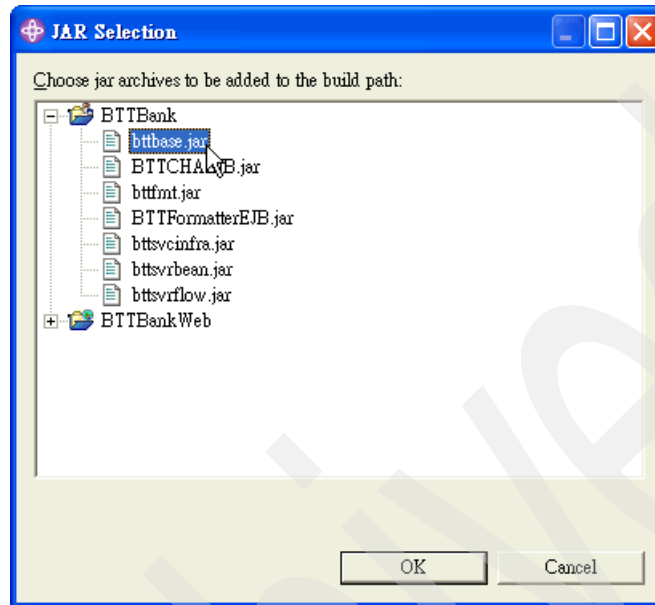 JAR Selection
Choose jar archives to be added to the build path:
BTTBank
bttbase.jar
bttfmt.jar
BTTFormatterEJB.jar
bttsvcinfra.jar
bttsvrbean.jar
bttsvrflow.jar
BTTBankWeb
OK Cancel